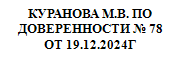 КУРАНОВА М.В. ПО
ДОВЕРЕННОСТИ № 78
ОТ 19.12.2024Г